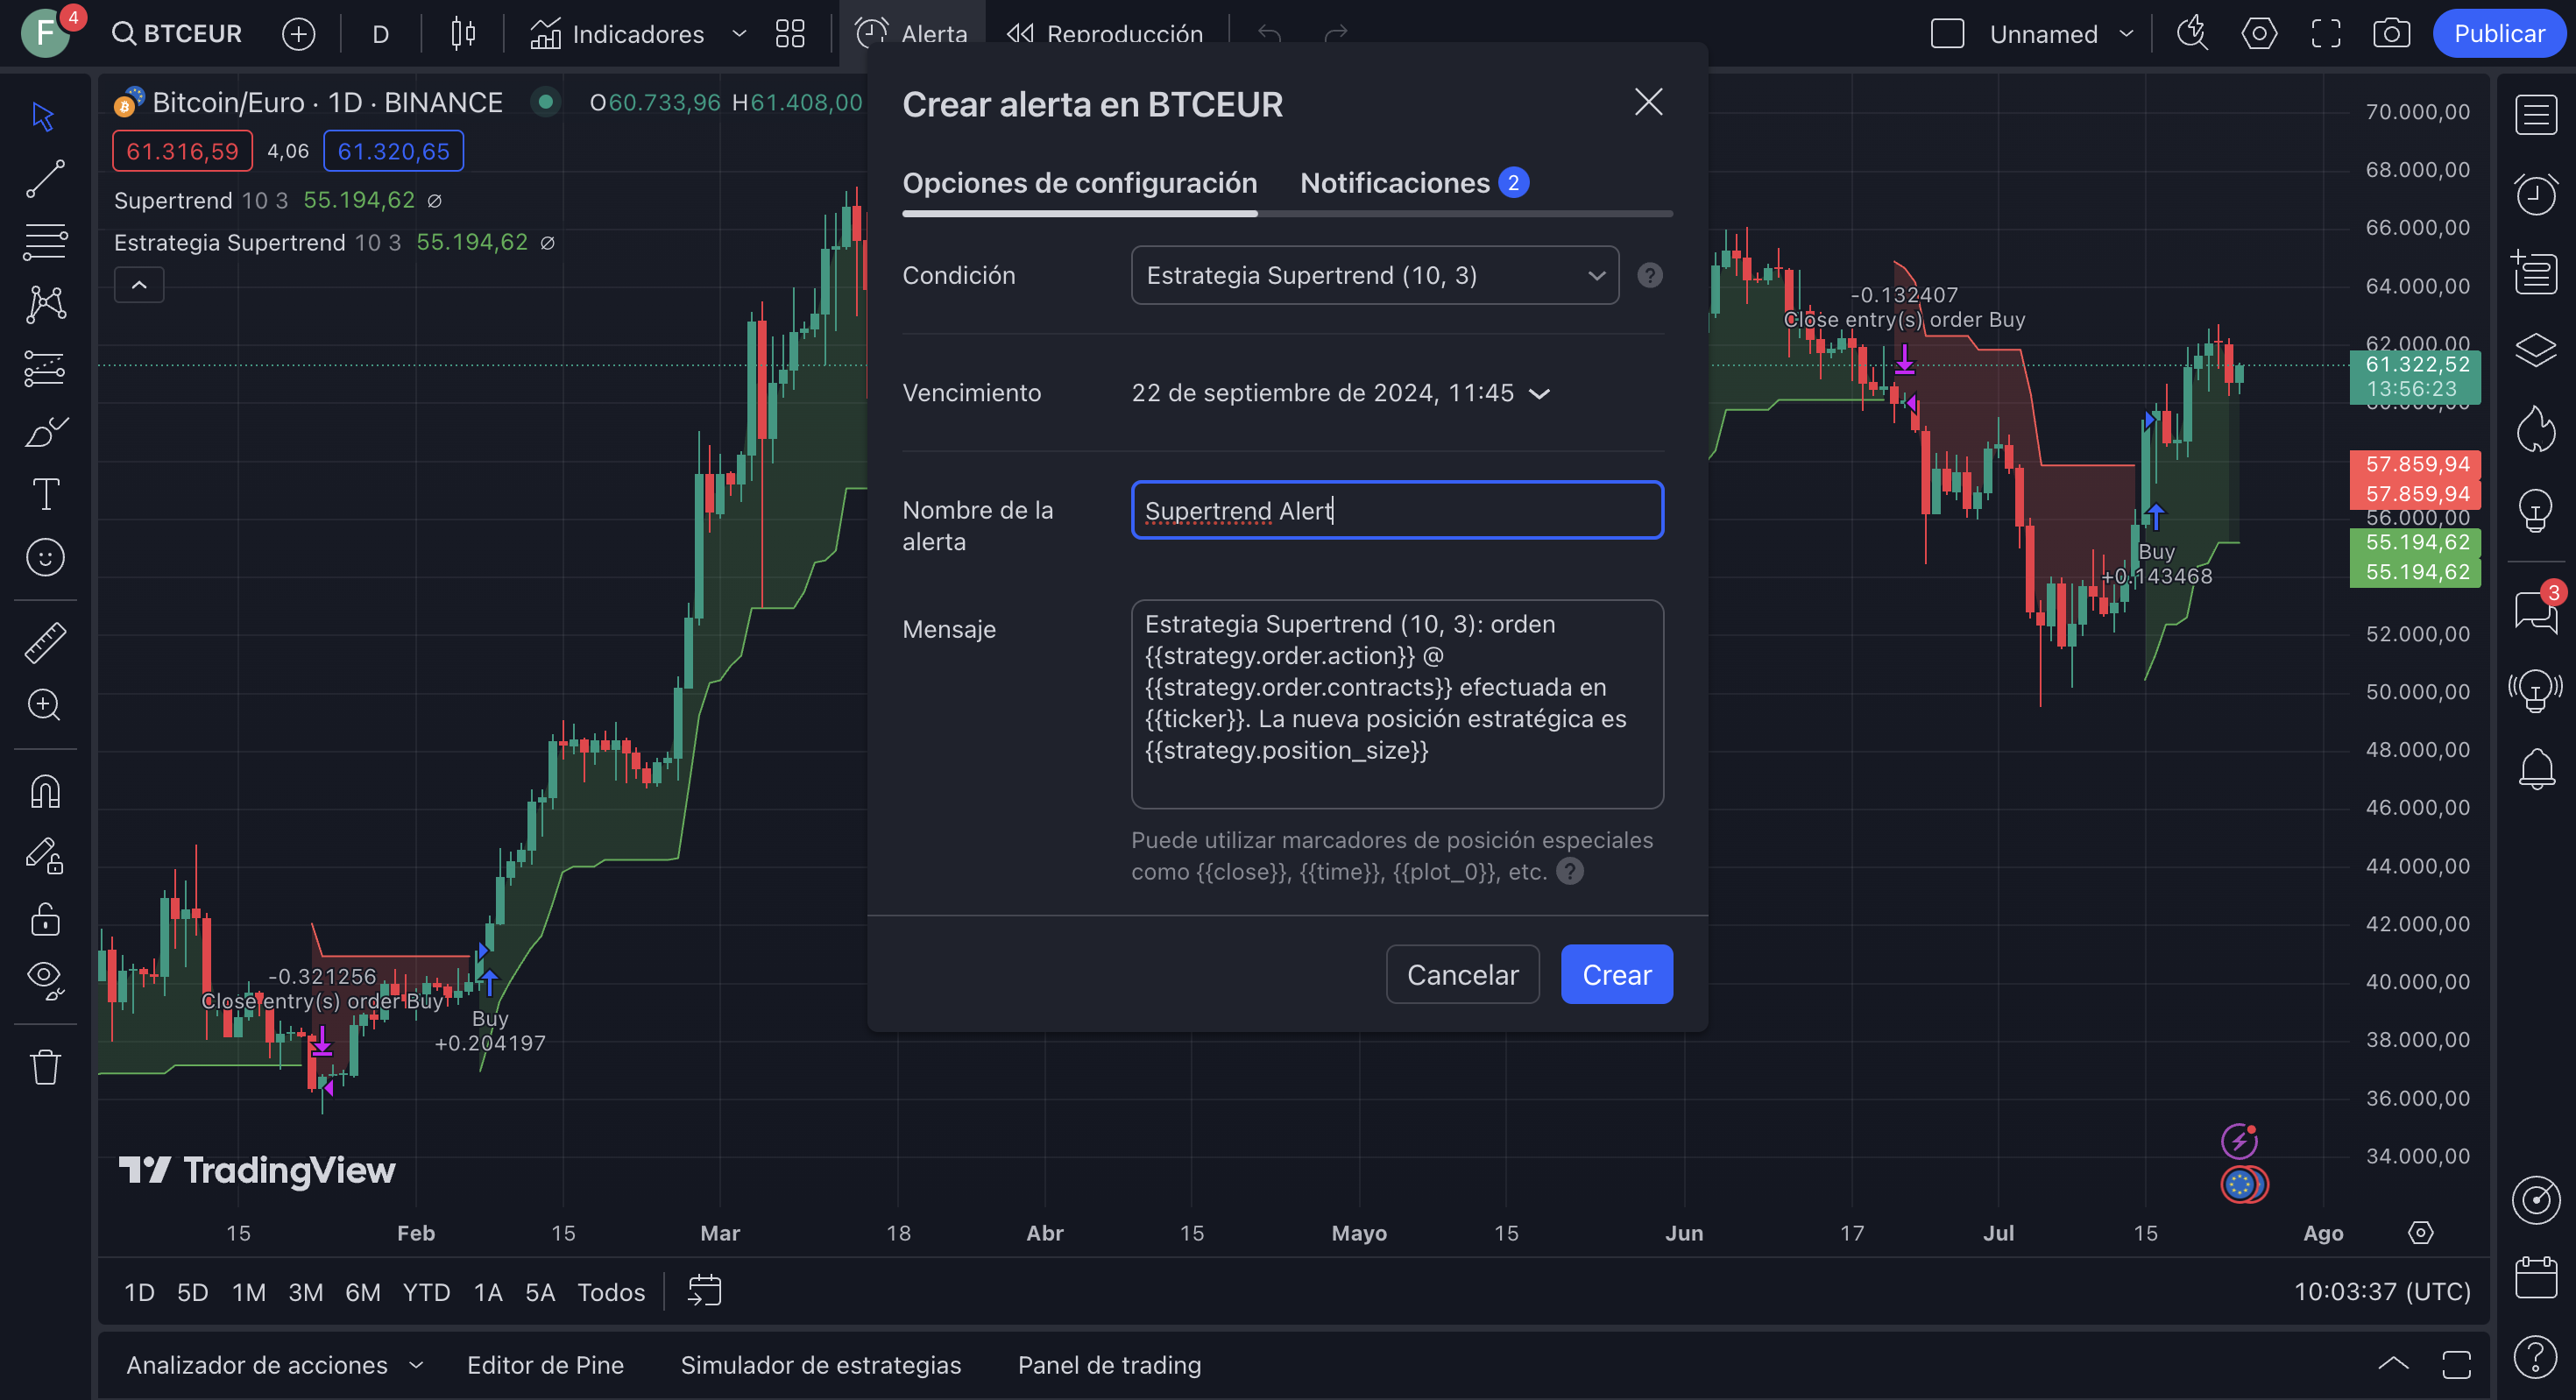 F
4
BTCEUR
D
Indicadores
Alerta
Reproducción
Unnamed
Publicar
Bitcoin/Euro · 1D · BINANCE
O60.733,96 H61.408,00
61.316,59
4,06
61.320,65
Supertrend 10 3 55.194,62 ∅
Estrategia Supertrend 10 3 55.194,62 ∅
Crear alerta en BTCEUR
Opciones de configuración
Notificaciones 2
Condición
Estrategia Supertrend (10, 3)
?
Vencimiento
22 de septiembre de 2024, 11:45
Nombre de la
alerta
Supertrend Alert
Mensaje
Estrategia Supertrend (10, 3): orden
{{strategy.order.action}} @
{{strategy.order.contracts}} efectuada en
{{ticker}}. La nueva posición estratégica es
{{strategy.position_size}}
Puede utilizar marcadores de posición especiales
como {{close}}, {{time}}, {{plot_0}}, etc. ?
Cancelar
Crear
-0.321256
Close entry(s) order Buy
Buy
+0.204197
-0.132407
Close entry(s) order Buy
Buy
+0.143468
70.000,00
68.000,00
66.000,00
64.000,00
62.000,00
61.322,52
13:56:23
60.000,00
57.859,94
57.859,94
56.000,00
55.194,62
55.194,62
52.000,00
50.000,00
48.000,00
46.000,00
44.000,00
42.000,00
40.000,00
38.000,00
36.000,00
34.000,00
3
TradingView
15
Feb
15
Mar
18
Abr
15
Mayo
15
Jun
17
Jul
15
Ago
1D 5D 1M 3M 6M YTD 1A 5A Todos
10:03:37 (UTC)
Analizador de acciones
Editor de Pine
Simulador de estrategias
Panel de trading